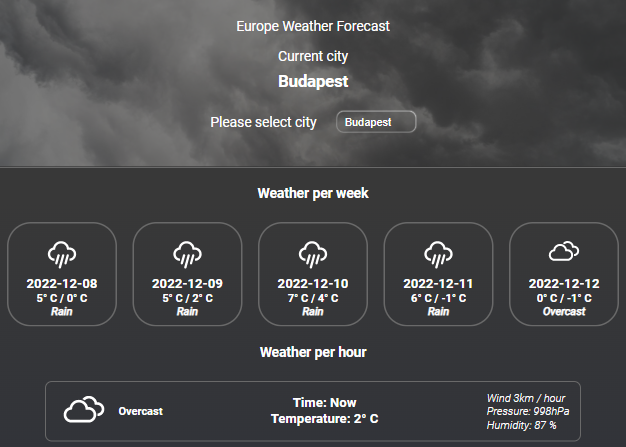 Europe Weather Forecast
Current city
Budapest
Please select city Budapest
Weather per week
2022-12-08
5° C / 0° C
Rain
2022-12-09
5° C / 2° C
Rain
2022-12-10
7° C / 4° C
Rain
2022-12-11
6° C / -1° C
Rain
2022-12-12
0° C / -1° C
Overcast
Weather per hour
Overcast
Time: Now
Temperature: 2° C
Wind 3km / hour
Pressure: 998hPa
Humidity: 87 %